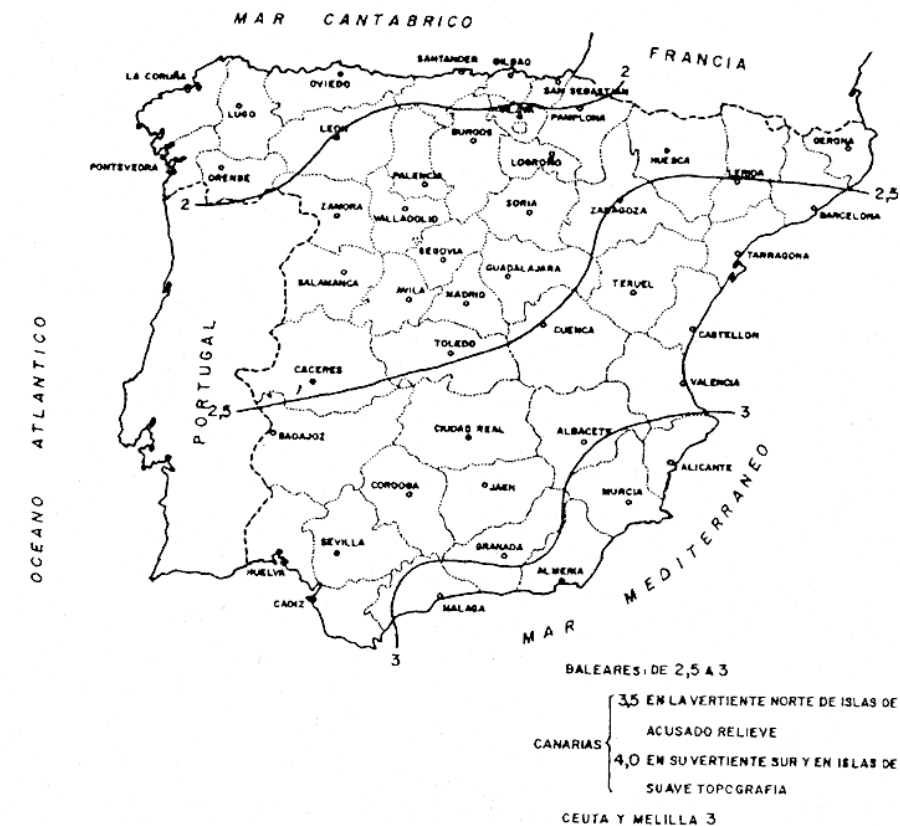 MAR CANTABRICO
FRANCIA
SANTANDER
BILBAO
LA CORUÑA
OVIEDO
SAN SEBASTIAN
2
LUGO
LEON
BURGOS
PAMPLONA
GERONA
PONTEVEDRA
ORENSE
LOGROÑO
HUESCA
PALENCIA
LERIDA
2
ZAMORA
VALLADOLID
SORIA
ZARAGOZA
2,5
BARCELONA
SEGOVIA
TARRAGONA
SALAMANCA
GUADALAJARA
TERUEL
AVILA
MADRID
CUENCA
CASTELLON
TOLEDO
CACERES
VALENCIA
OCEANO ATLANTICO
PORTUGAL
2,5
3
BADAJOZ
CIUDAD REAL
ALBACETE
ALICANTE
CORDOBA
JAEN
MURCIA
SEVILLA
GRANADA
HUELVA
ALMERIA
CADIZ
MALAGA
MAR MEDITERRANEO
3
BALEARES: DE 2,5 A 3
CANARIAS
3,5 EN LA VERTIENTE NORTE DE ISLAS DE
ACUSADO RELIEVE
4,0 EN SU VERTIENTE SUR Y EN ISLAS DE
SUAVE TOPOGRAFIA
CEUTA Y MELILLA 3